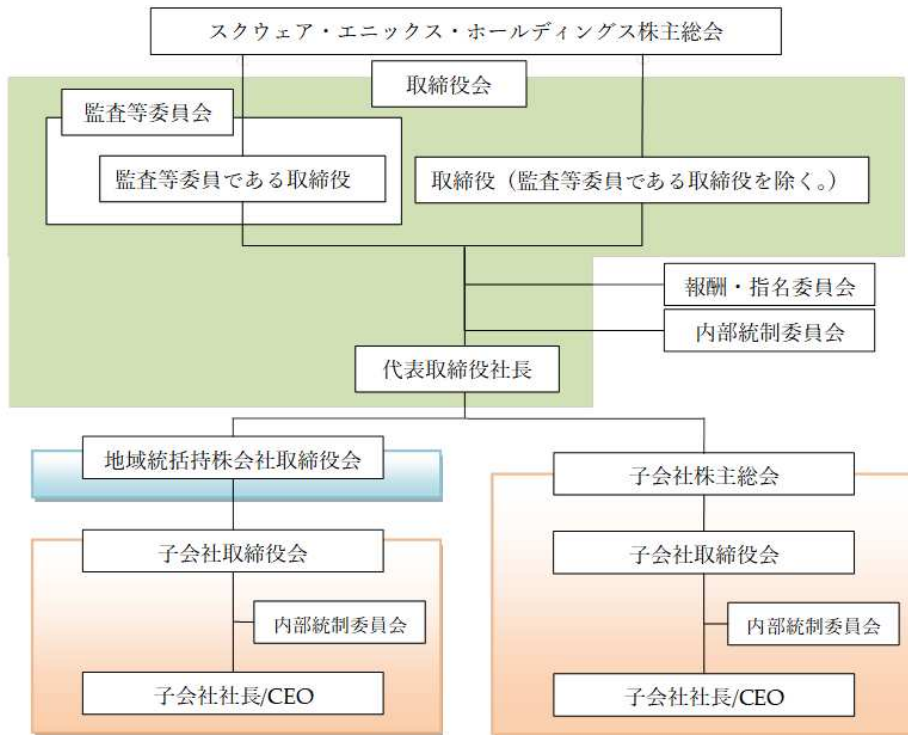 スクウェア・エニックス・ホールディングス株主総会
取締役会
監査等委員会
監査等委員である取締役
取締役（監査等委員である取締役を除く。）
報酬・指名委員会
内部統制委員会
代表取締役社長
地域統括持株会社取締役会
子会社取締役会
内部統制委員会
子会社社長/CEO
子会社株主総会
子会社取締役会
内部統制委員会
子会社社長/CEO